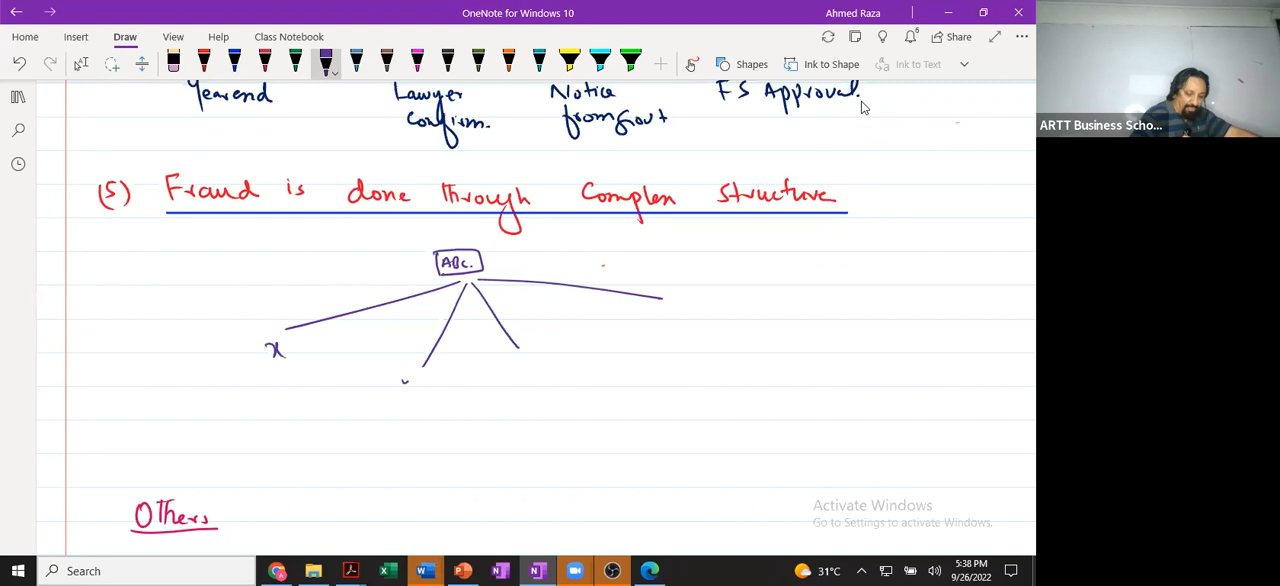 OneNote for Windows 10
Ahmed Raza
Home Insert Draw View Help Class Notebook
6 Share
Shapes Ink to Shape Ink to Text
Yearend Lawyer Notice FS Approval.
confirm. from Govt
ARTT Business Scho...
(5) Fraud is done through Complex Structure
ABC.
x
Others
Activate Windows
Go to Settings to activate Windows.
Search
31°C
5:38 PM
9/26/2022